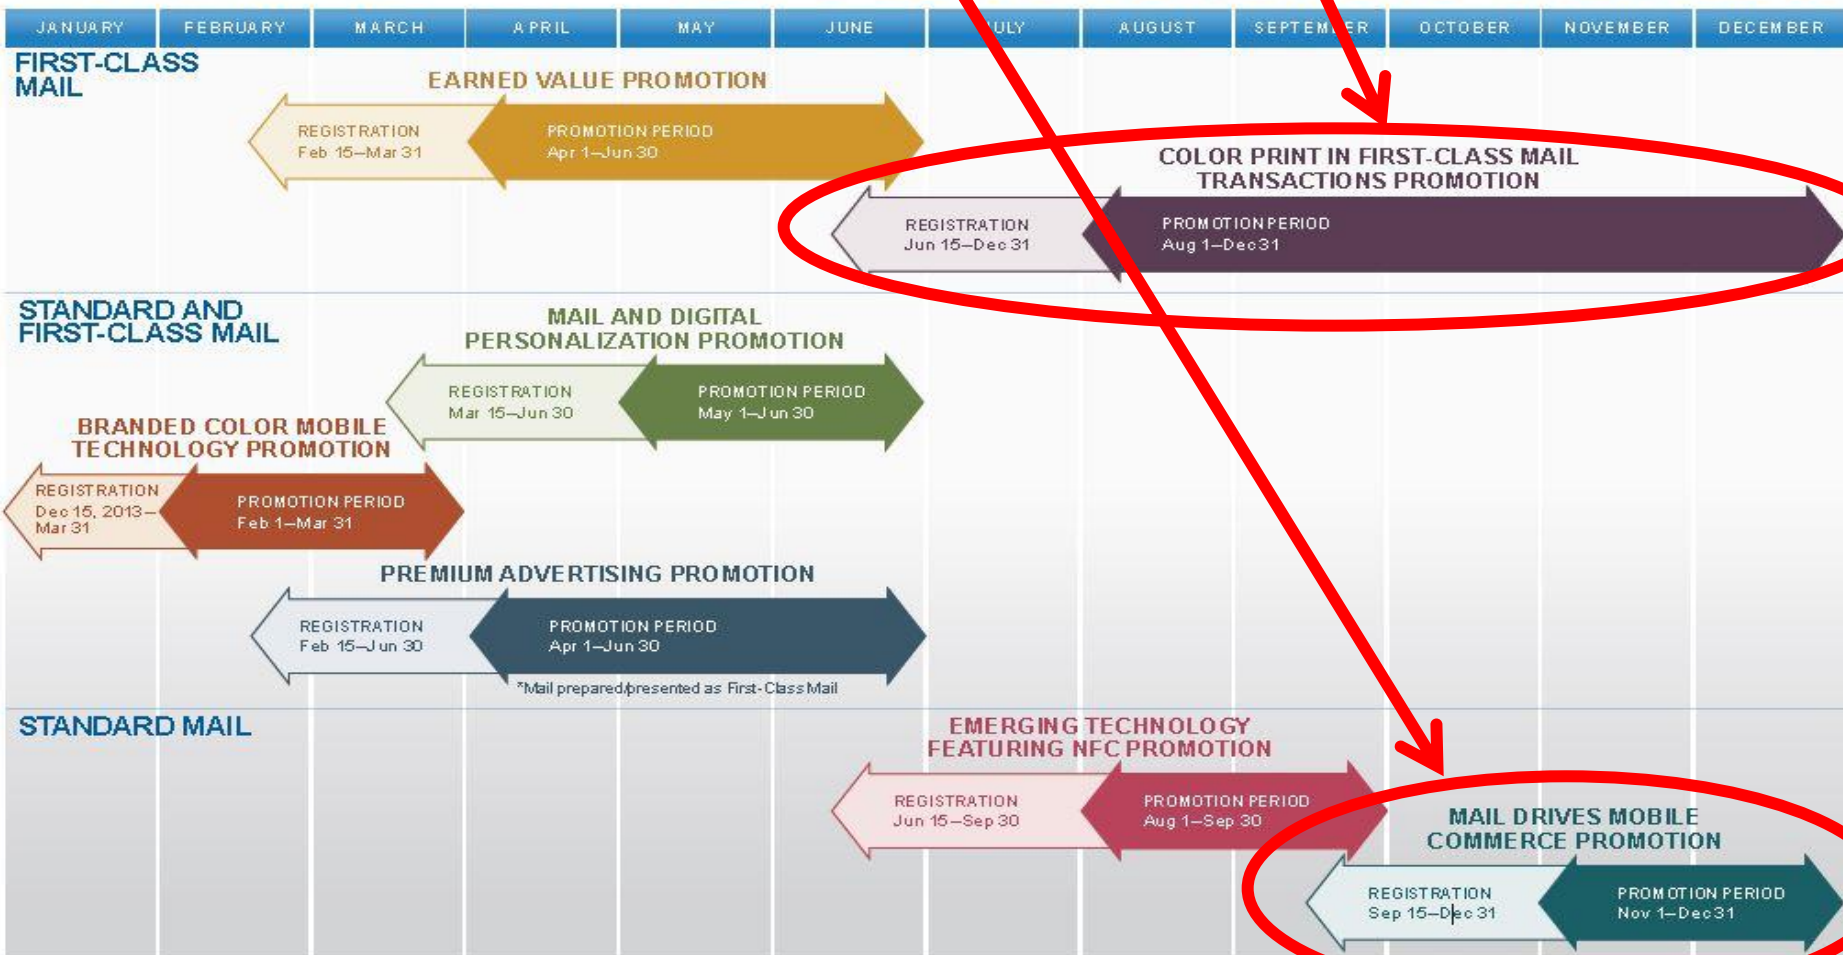 JANUARY FEBRUARY MARCH APRIL MAY JUNE JULY AUGUST SEPTEMBER OCTOBER NOVEMBER DECEMBER
FIRST-CLASS
MAIL
EARNED VALUE PROMOTION
REGISTRATION
Feb 15–Mar 31
PROMOTION PERIOD
Apr 1–Jun 30
COLOR PRINT IN FIRST-CLASS MAIL
TRANSACTIONS PROMOTION
REGISTRATION
Jun 15–Dec 31
PROMOTION PERIOD
Aug 1–Dec 31
STANDARD AND
FIRST-CLASS MAIL
MAIL AND DIGITAL
PERSONALIZATION PROMOTION
REGISTRATION
Mar 15–Jun 30
PROMOTION PERIOD
May 1–Jun 30
BRANDED COLOR MOBILE
TECHNOLOGY PROMOTION
REGISTRATION
Dec 15, 2013–
Mar 31
PROMOTION PERIOD
Feb 1–Mar 31
PREMIUM ADVERTISING PROMOTION
REGISTRATION
Feb 15–Jun 30
PROMOTION PERIOD
Apr 1–Jun 30
*Mail prepared/presented as First-Class Mail
STANDARD MAIL
EMERGING TECHNOLOGY
FEATURING NFC PROMOTION
REGISTRATION
Jun 15–Sep 30
PROMOTION PERIOD
Aug 1–Sep 30
MAIL DRIVES MOBILE
COMMERCE PROMOTION
REGISTRATION
Sep 15–Dec 31
PROMOTION PERIOD
Nov 1–Dec 31